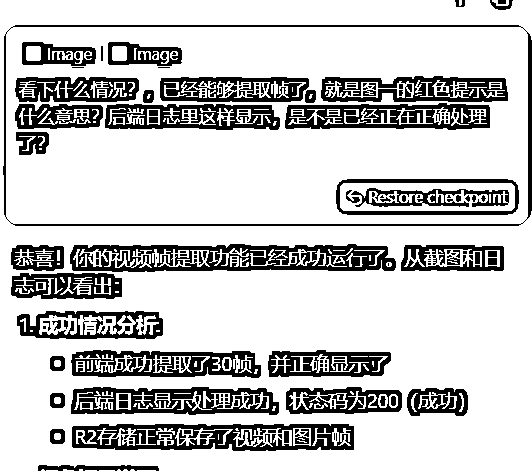 Image | Image
看下什么情况？，已经能够提取帧了，就是图一的红色提示是
什么意思？后端日志里这样显示，是不是已经正在正确处理
了？
Restore checkpoint
恭喜！你的视频帧提取功能已经成功运行了。从截图和日
志可以看出：
1. 成功情况分析：
前端成功提取了30帧，并正确显示了
后端日志显示处理成功，状态码为200（成功）
R2存储正常保存了视频和图片帧